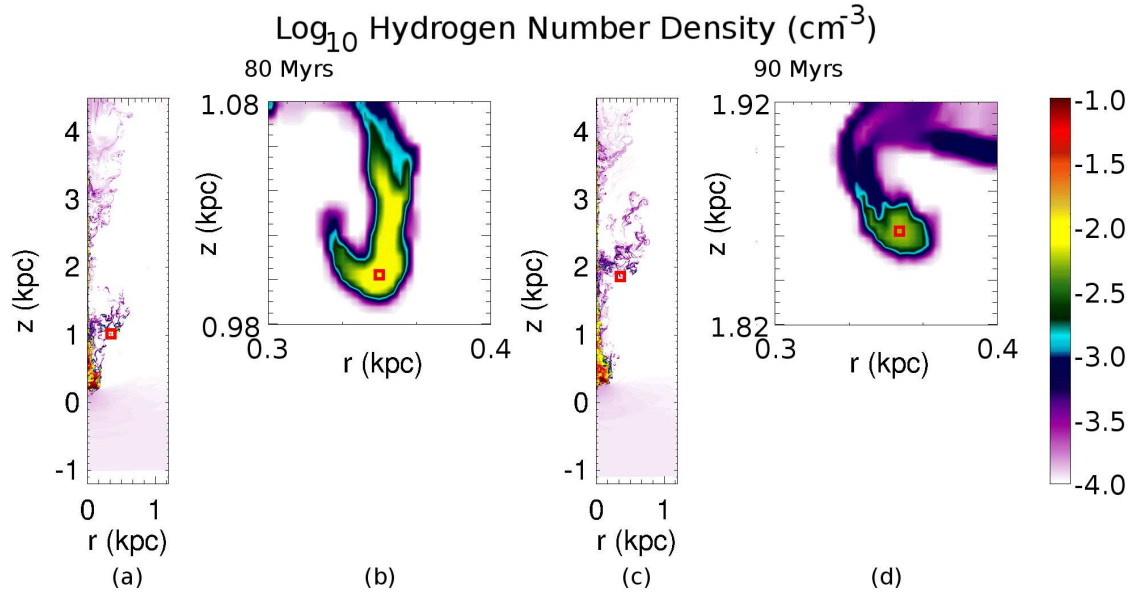 Log₁₀ Hydrogen Number Density (cm⁻³)
80 Myrs
90 Myrs
4
3
2
1
0
-1
z (kpc)
0 1
r (kpc)
(a)
1.08
0.98
z (kpc)
0.3 0.4
r (kpc)
(b)
4
3
2
1
0
-1
z (kpc)
0 1
r (kpc)
(c)
1.92
1.82
z (kpc)
0.3 0.4
r (kpc)
(d)
-1.0
-1.5
-2.0
-2.5
-3.0
-3.5
-4.0